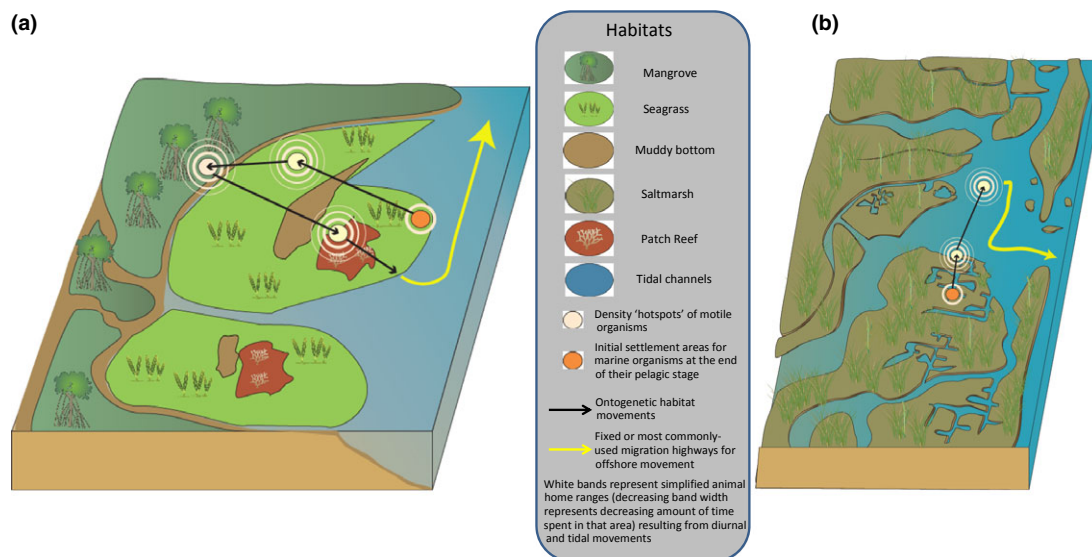 (a)
Habitats
Mangrove
Seagrass
Muddy bottom
Saltmarsh
Patch Reef
Tidal channels
Density ‘hotspots’ of motile
organisms
Initial settlement areas for
marine organisms at the end
of their pelagic stage
Ontogenetic habitat
movements
Fixed or most commonly-
used migration highways for
offshore movement
White bands represent simplified animal
home ranges (decreasing band width
represents decreasing amount of time
spent in that area) resulting from diurnal
and tidal movements
(b)